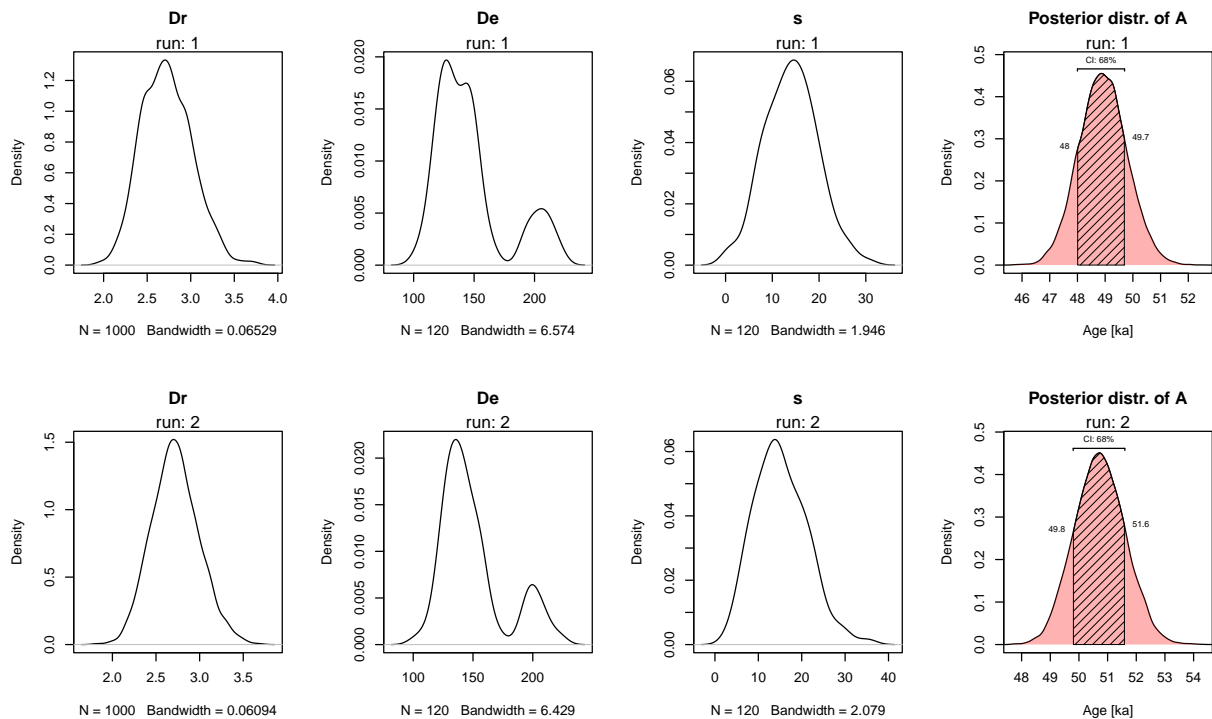 Dr
run: 1
Density
0.0 0.2 0.4 0.6 0.8 1.0 1.2
2.0 2.5 3.0 3.5 4.0
N = 1000 Bandwidth = 0.06529
De
run: 1
Density
0.000 0.005 0.010 0.015 0.020
100 150 200
N = 120 Bandwidth = 6.574
s
run: 1
Density
0.00 0.02 0.04 0.06
0 10 20 30
N = 120 Bandwidth = 1.946
Posterior distr. of A
run: 1
Density
0.0 0.1 0.2 0.3 0.4 0.5
CI: 68%
48
49.7
46 47 48 49 50 51 52
Age [ka]
Dr
run: 2
Density
0.0 0.5 1.0 1.5
2.0 2.5 3.0 3.5
N = 1000 Bandwidth = 0.06094
De
run: 2
Density
0.000 0.005 0.010 0.015 0.020
100 150 200
N = 120 Bandwidth = 6.429
s
run: 2
Density
0.00 0.02 0.04 0.06
0 10 20 30 40
N = 120 Bandwidth = 2.079
Posterior distr. of A
run: 2
Density
0.0 0.1 0.2 0.3 0.4 0.5
CI: 68%
49.8
51.6
48 49 50 51 52 53 54
Age [ka]